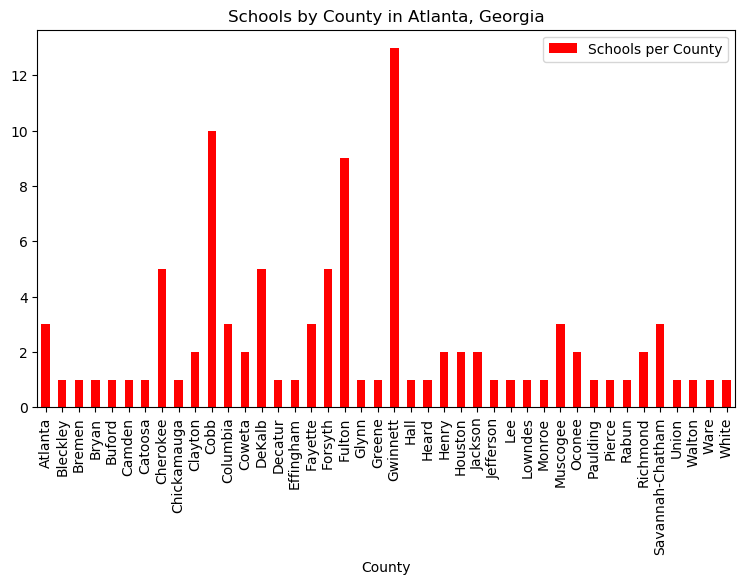 Schools by County in Atlanta, Georgia
Schools per County
12
10
8
6
4
2
0
Atlanta
Bleckley
Bremen
Bryan
Buford
Camden
Catoosa
Cherokee
Chickamauga
Clayton
Cobb
Columbia
Coweta
DeKalb
Decatur
Effingham
Fayette
Forsyth
Fulton
Glynn
Greene
Gwinnett
Hall
Heard
Henry
Houston
Jackson
Jefferson
Lee
Lowndes
Monroe
Muscogee
Oconee
Paulding
Pierce
Rabun
Richmond
Savannah-Chatham
Union
Walton
Ware
White
County